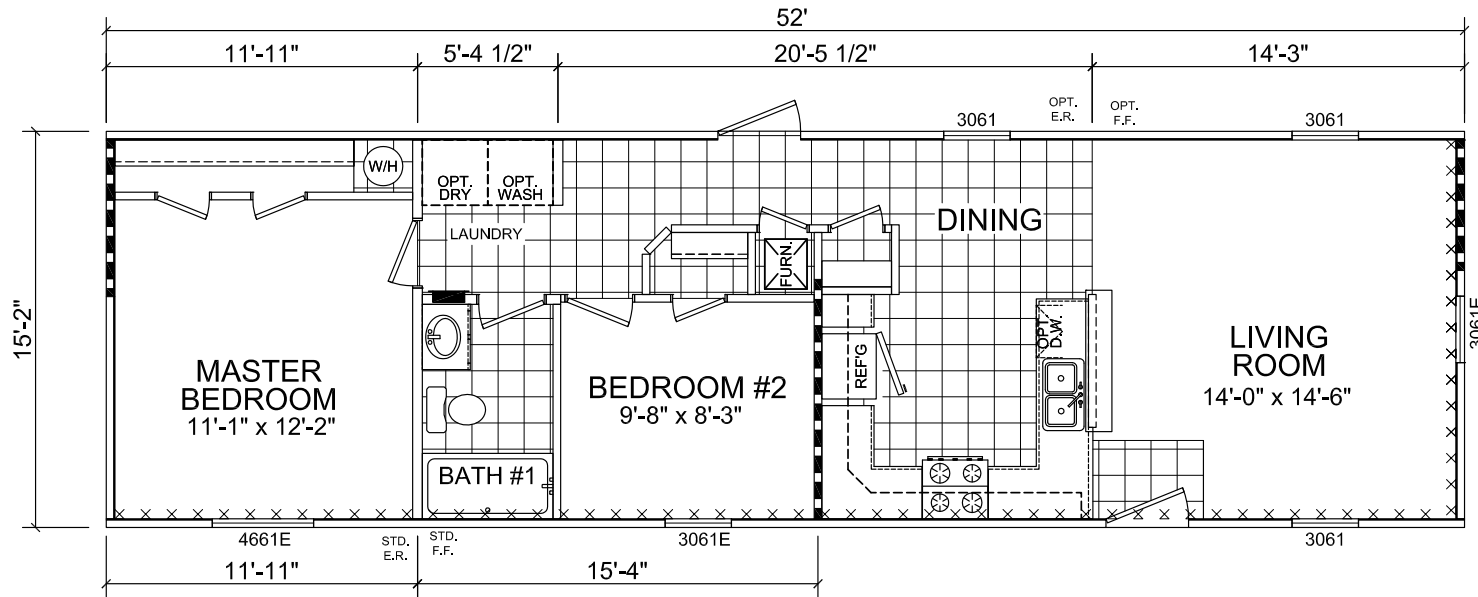 52'
11'-11"
5'-4 1/2"
20'-5 1/2"
14'-3"
OPT.
E.R.
OPT.
F.F.
3061
3061
W/H
OPT.
DRY
OPT.
WASH
LAUNDRY
DINING
FURN.
15'-2"
3061E
OPT.
D.W.
REF'G
MASTER
BEDROOM
11'-1" x 12'-2"
BEDROOM #2
9'-8" x 8'-3"
LIVING
ROOM
14'-0" x 14'-6"
BATH #1
4661E
STD.
E.R.
STD.
F.F.
3061E
3061
11'-11"
15'-4"